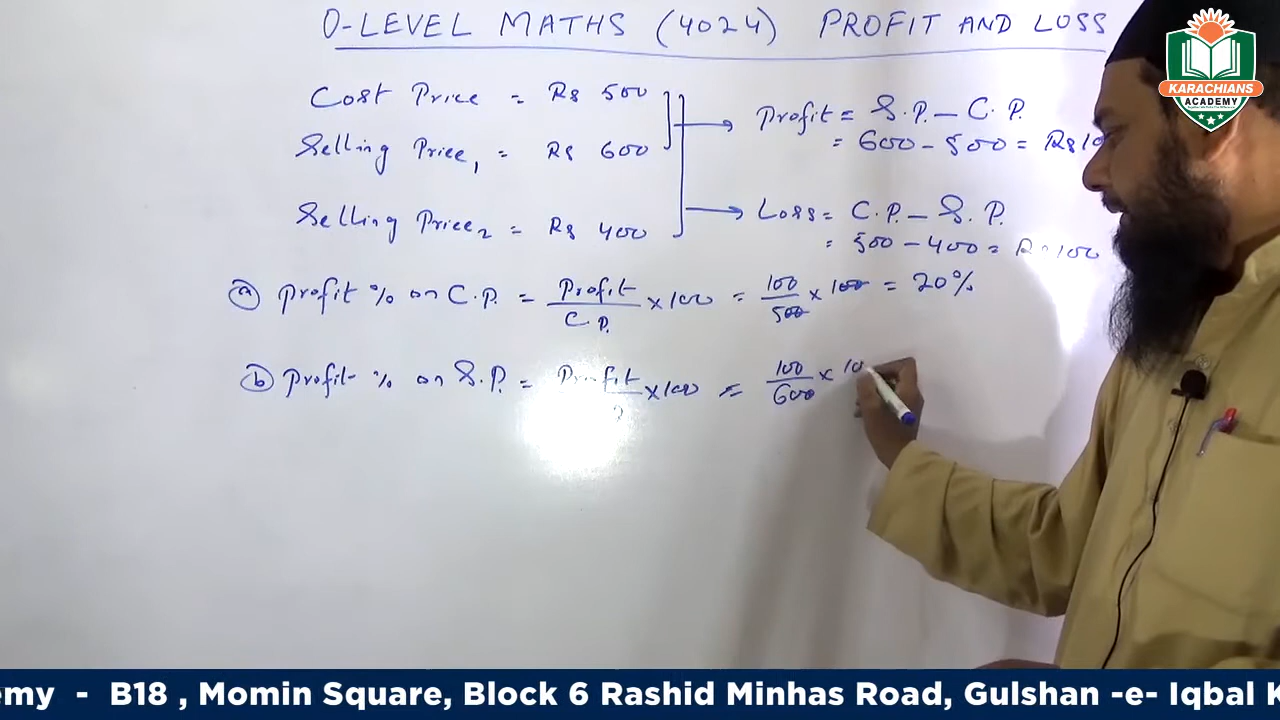 O-LEVEL MATHS (4024) PROFIT AND LOSS
KARACHIANS
ACADEMY
Cost Price = Rs 500
Selling Price1 = Rs 600
Profit = S.P. - C.P.
= 600 - 500 = Rs 10
Selling Price2 = Rs 400
Loss = C.P. - S.P.
= 500 - 400 = Rs 100
(a) Profit % on C.P. = Profit/C.P. x 100 = 100/500 x 100 = 20%
(b) Profit % on S.P. = Profit/ x 100 = 100/600 x 10
emy - B18 , Momin Square, Block 6 Rashid Minhas Road, Gulshan -e- Iqbal K